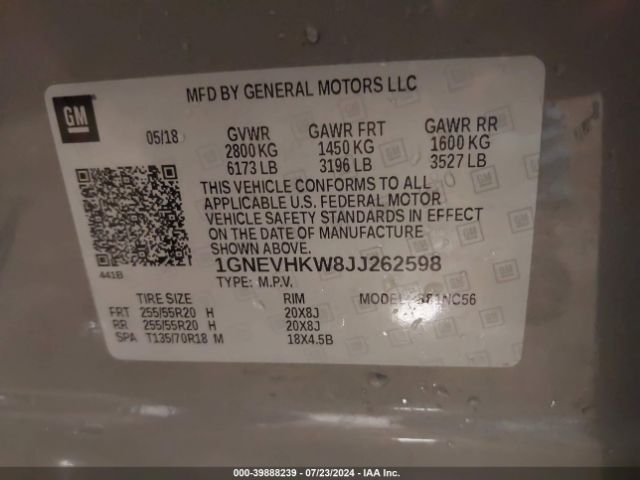 MFD BY GENERAL MOTORS LLC
GM
05/18 GVWR GAWR FRT GAWR RR
2800 KG 1450 KG 1600 KG
6173 LB 3196 LB 3527 LB
THIS VEHICLE CONFORMS TO ALL
APPLICABLE U.S. FEDERAL MOTOR
VEHICLE SAFETY STANDARDS IN EFFECT
ON THE DATE OF MANUFACTURE
SHOWN ABOVE.
441B
1GNEVHKW8JJ262598
TYPE: M.P.V.
TIRE SIZE RIM MODEL:
FRT 255/55R20 H 20X8J
RR 255/55R20 H 20X8J
SPA T135/70R18 M 18X4.5B
000-39888239 - 07/23/2024 - IAA Inc.